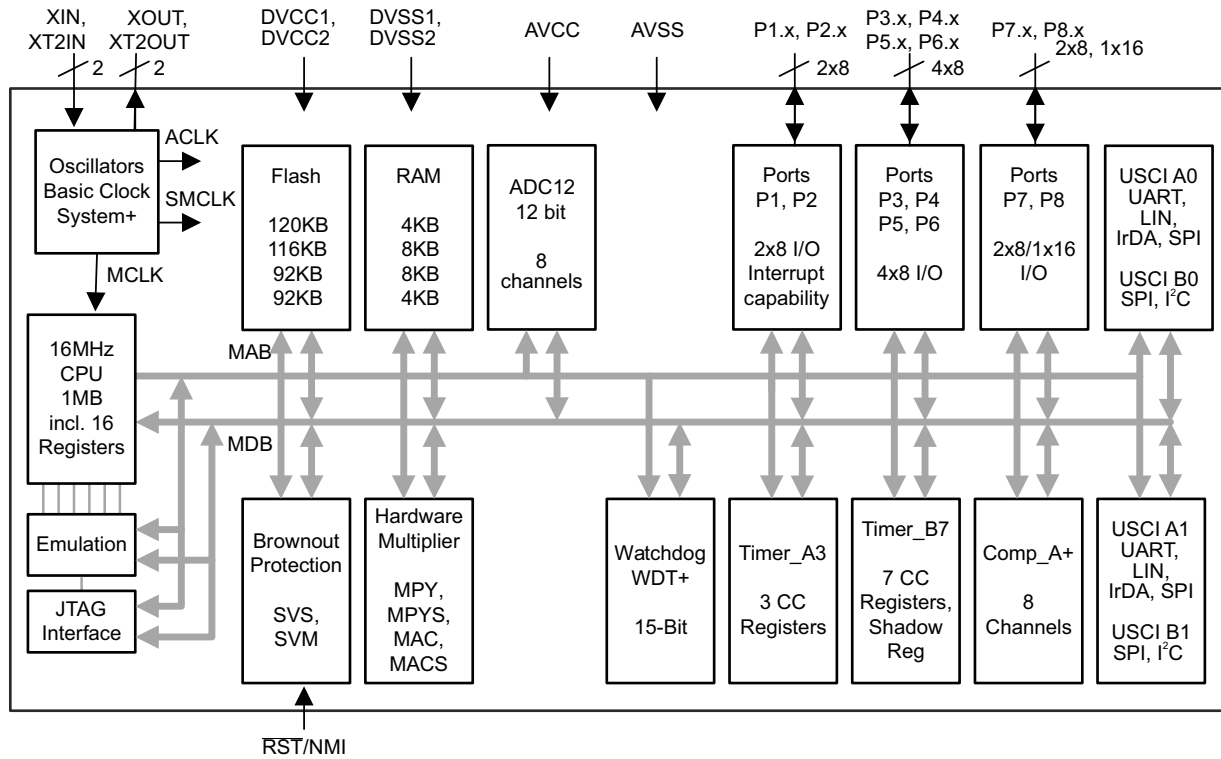 XIN,
XT2IN
XOUT,
XT2OUT
DVCC1,
DVCC2
DVSS1,
DVSS2
AVCC
AVSS
P1.x, P2.x
P3.x, P4.x
P5.x, P6.x
P7.x, P8.x
2
2
2x8
4x8
2x8, 1x16
Oscillators
Basic Clock
System+
ACLK
SMCLK
MCLK
Flash
120KB
116KB
92KB
92KB
RAM
4KB
8KB
8KB
4KB
ADC12
12 bit
8
channels
Ports
P1, P2
2x8 I/O
Interrupt
capability
Ports
P3, P4
P5, P6
4x8 I/O
Ports
P7, P8
2x8/1x16
I/O
USCI A0
UART,
LIN,
IrDA, SPI
USCI B0
SPI, I²C
16MHz
CPU
1MB
incl. 16
Registers
MAB
MDB
Emulation
JTAG
Interface
Brownout
Protection
SVS,
SVM
Hardware
Multiplier
MPY,
MPYS,
MAC,
MACS
Watchdog
WDT+
15-Bit
Timer_A3
3 CC
Registers
Timer_B7
7 CC
Registers,
Shadow
Reg
Comp_A+
8
Channels
USCI A1
UART,
LIN,
IrDA, SPI
USCI B1
SPI, I²C
RST/NMI